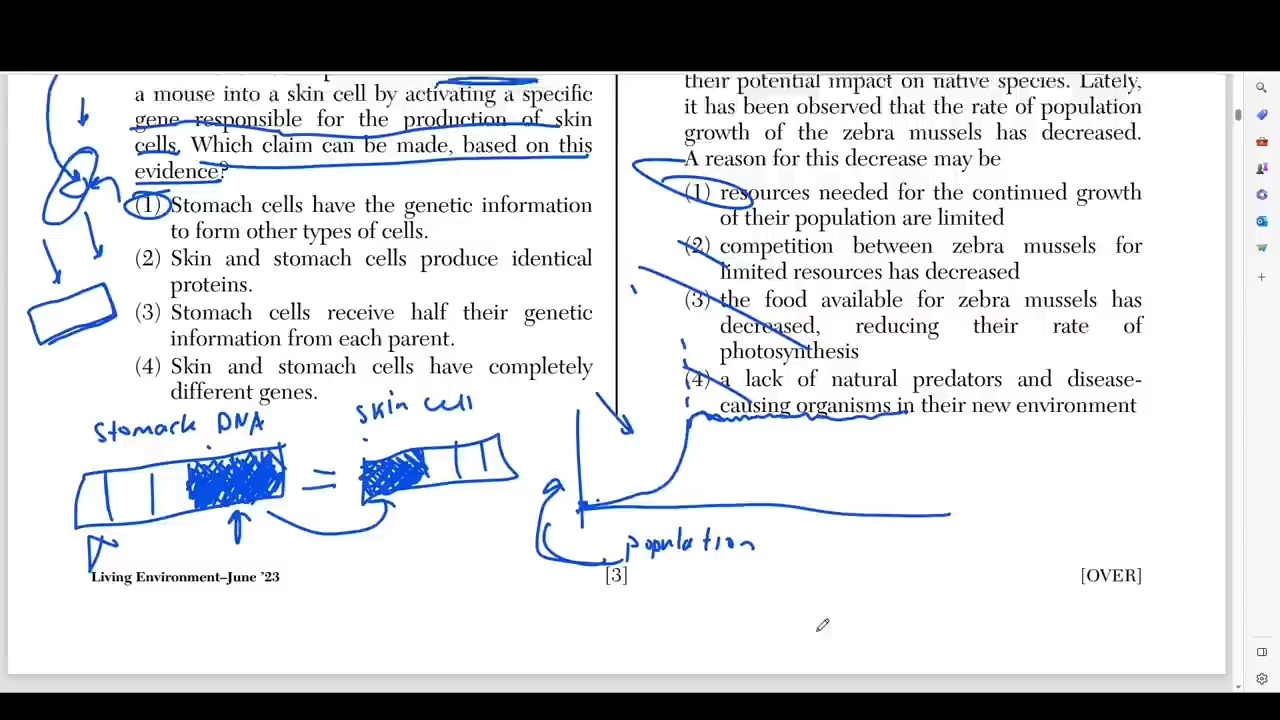 a mouse into a skin cell by activating a specific
gene responsible for the production of skin
cells. Which claim can be made, based on this
evidence?
(1) Stomach cells have the genetic information
to form other types of cells.
(2) Skin and stomach cells produce identical
proteins.
(3) Stomach cells receive half their genetic
information from each parent.
(4) Skin and stomach cells have completely
different genes.
stomach DNA
skin cell
=
their potential impact on native species. Lately,
it has been observed that the rate of population
growth of the zebra mussels has decreased.
A reason for this decrease may be
(1) resources needed for the continued growth
of their population are limited
(2) competition between zebra mussels for
limited resources has decreased
(3) the food available for zebra mussels has
decreased, reducing their rate of
photosynthesis
(4) a lack of natural predators and disease-
causing organisms in their new environment
population
Living Environment–June '23
[3]
[OVER]